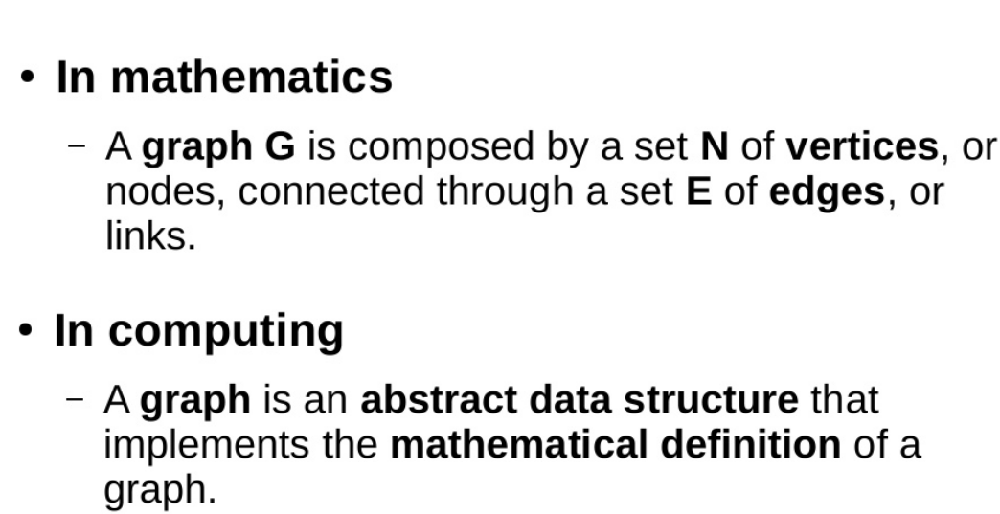 • In mathematics
– A graph G is composed by a set N of vertices, or
nodes, connected through a set E of edges, or
links.
• In computing
– A graph is an abstract data structure that
implements the mathematical definition of a
graph.